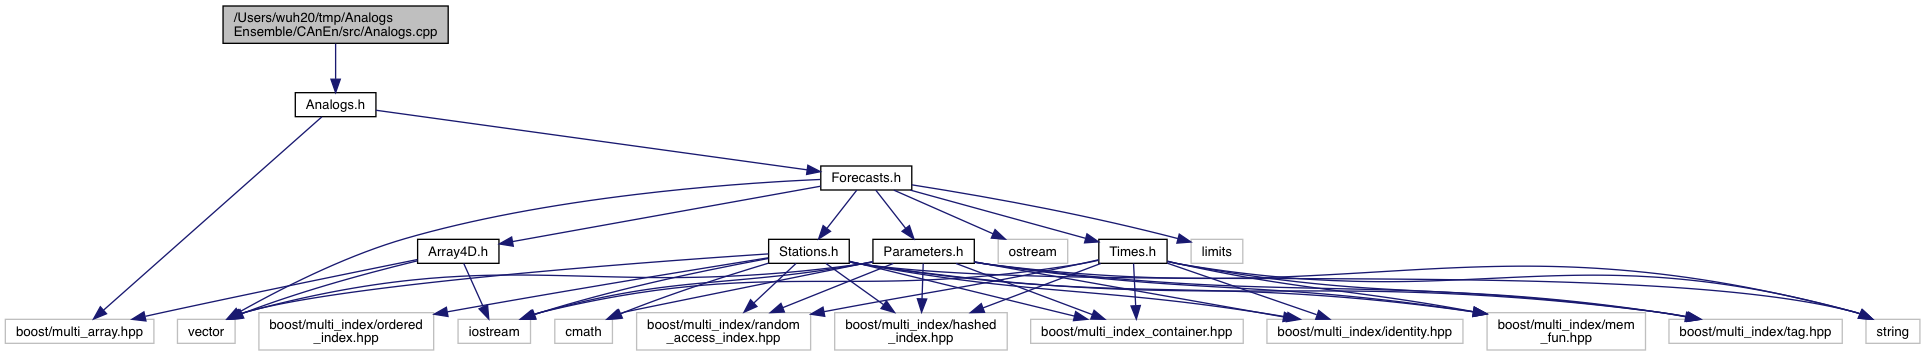 /Users/wuh20/tmp/Analogs
Ensemble/CAnEn/src/Analogs.cpp
Analogs.h
Forecasts.h
Array4D.h
Stations.h
Parameters.h
ostream
Times.h
limits
boost/multi_array.hpp
vector
boost/multi_index/ordered
_index.hpp
iostream
cmath
boost/multi_index/random
_access_index.hpp
boost/multi_index/hashed
_index.hpp
boost/multi_index_container.hpp
boost/multi_index/identity.hpp
boost/multi_index/mem
_fun.hpp
boost/multi_index/tag.hpp
string